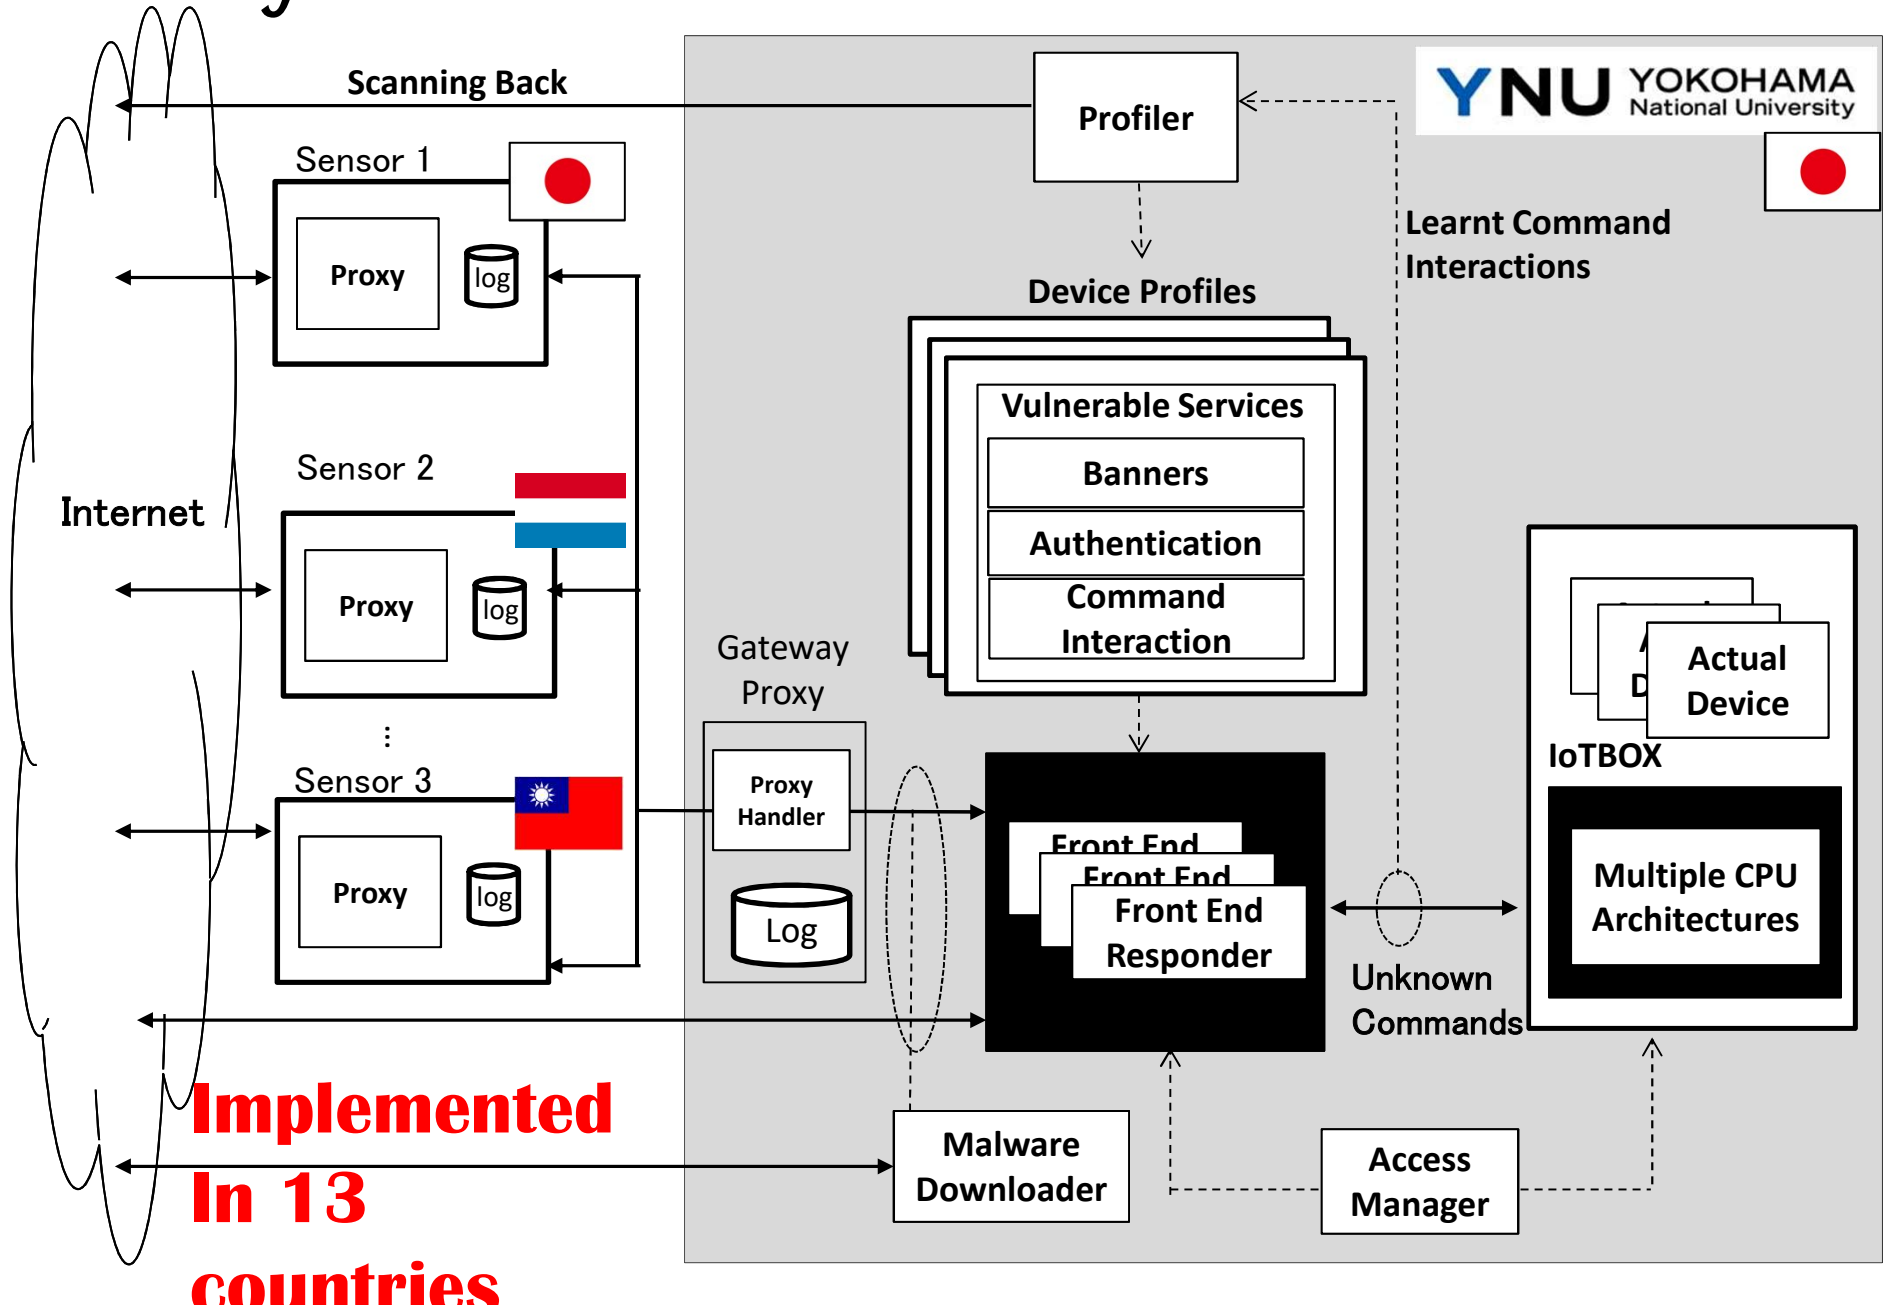 Scanning Back
Profiler
YNU YOKOHAMA
National University
Sensor 1
Proxy
log
Learnt Command
Interactions
Device Profiles
Vulnerable Services
Banners
Authentication
Command
Interaction
Sensor 2
Internet
Proxy
log
Gateway
Proxy
Actual
Device
IoTBOX
⋮
Sensor 3
Proxy
Handler
Proxy
log
Log
Front End
Front End
Front End
Responder
Multiple CPU
Architectures
Unknown
Commands
Implemented
In 13
countries
Malware
Downloader
Access
Manager